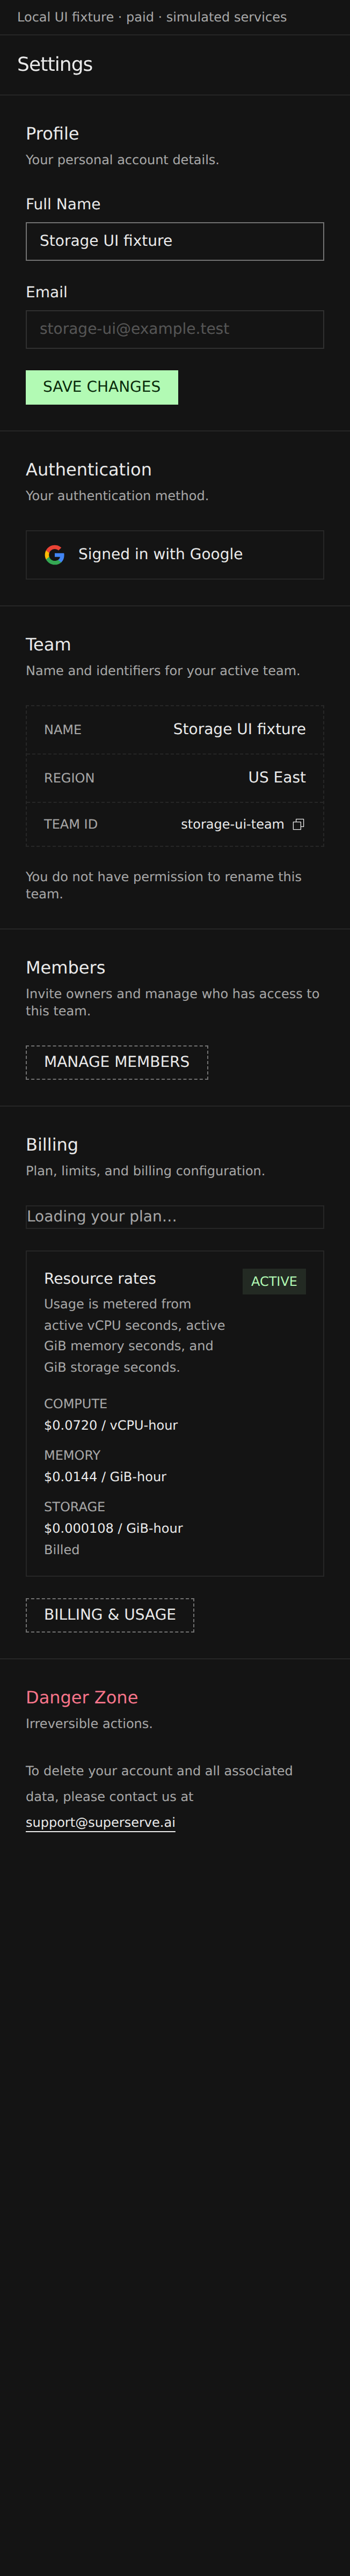 Local UI fixture · paid · simulated services
Settings
Profile
Your personal account details.
Full Name
Storage UI fixture
Email
storage-ui@example.test
SAVE CHANGES
Authentication
Your authentication method.
Signed in with Google
Team
Name and identifiers for your active team.
NAME
Storage UI fixture
REGION
US East
TEAM ID
storage-ui-team
You do not have permission to rename this
team.
Members
Invite owners and manage who has access to
this team.
MANAGE MEMBERS
Billing
Plan, limits, and billing configuration.
Loading your plan…
Resource rates
ACTIVE
Usage is metered from
active vCPU seconds, active
GiB memory seconds, and
GiB storage seconds.
COMPUTE
$0.0720 / vCPU-hour
MEMORY
$0.0144 / GiB-hour
STORAGE
$0.000108 / GiB-hour
Billed
BILLING & USAGE
Danger Zone
Irreversible actions.
To delete your account and all associated
data, please contact us at
support@superserve.ai